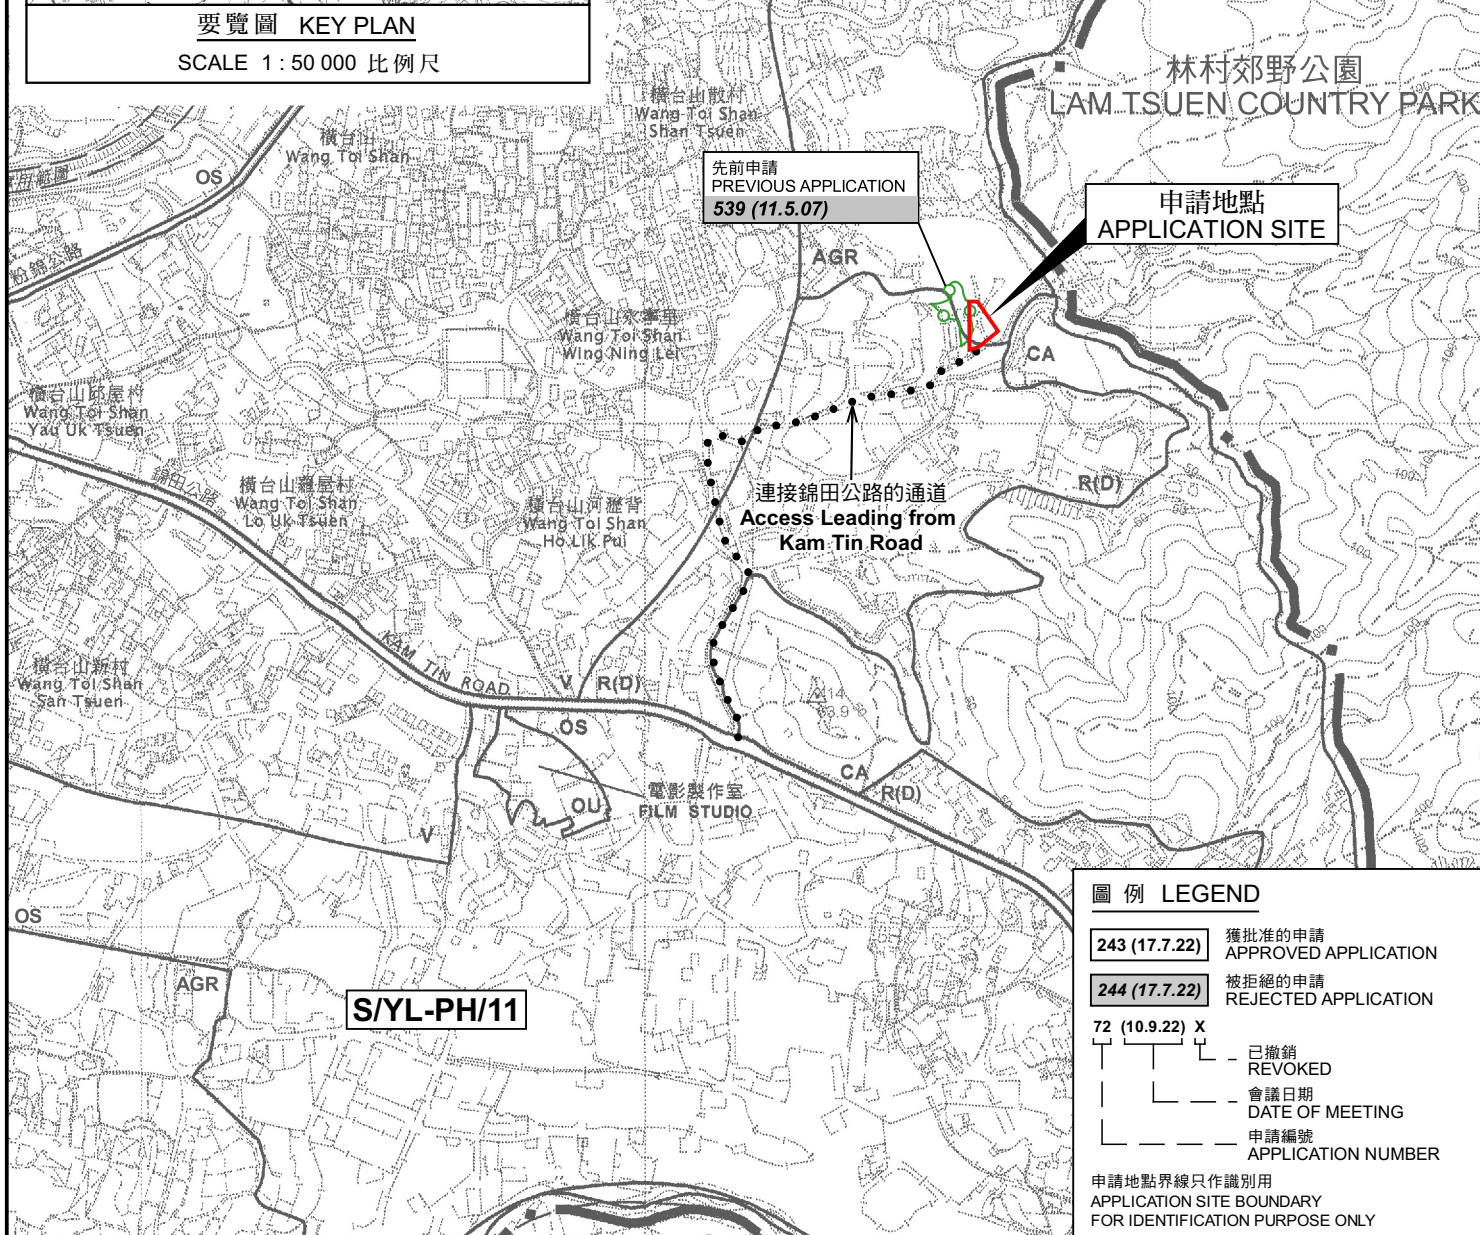 要覽圖 KEY PLAN
SCALE 1 : 50 000 比例尺
林村郊野公園
LAM TSUEN COUNTRY PARK
橫台山散村
Wang Toi Shan
Shan Tsuen
橫台山
Wang Toi Shan
OS
先前申請
PREVIOUS APPLICATION
539 (11.5.07)
申請地點
APPLICATION SITE
粉錦公路
AGR
橫台山永寧里
Wang Toi Shan
Wing Ning Lei
CA
橫台山邱屋村
Wang Toi Shan
Yau Uk Tsuen
錦田公路
橫台山羅屋村
Wang Toi Shan
Lo Uk Tsuen
橫台山河瀝背
Wang Toi Shan
Ho Lik Pui
連接錦田公路的通道
Access Leading from
Kam Tin Road
R(D)
橫台山新村
Wang Toi Shan
San Tsuen
KAM TIN ROAD
V
R(D)
OS
CA
R(D)
電影製作室
FILM STUDIO
OU
V
OS
AGR
S/YL-PH/11
圖例 LEGEND
243 (17.7.22) 獲批准的申請
APPROVED APPLICATION
244 (17.7.22) 被拒絕的申請
REJECTED APPLICATION
72 (10.9.22) X
已撤銷
REVOKED
會議日期
DATE OF MEETING
申請編號
APPLICATION NUMBER
申請地點界線只作識別用
APPLICATION SITE BOUNDARY
FOR IDENTIFICATION PURPOSE ONLY